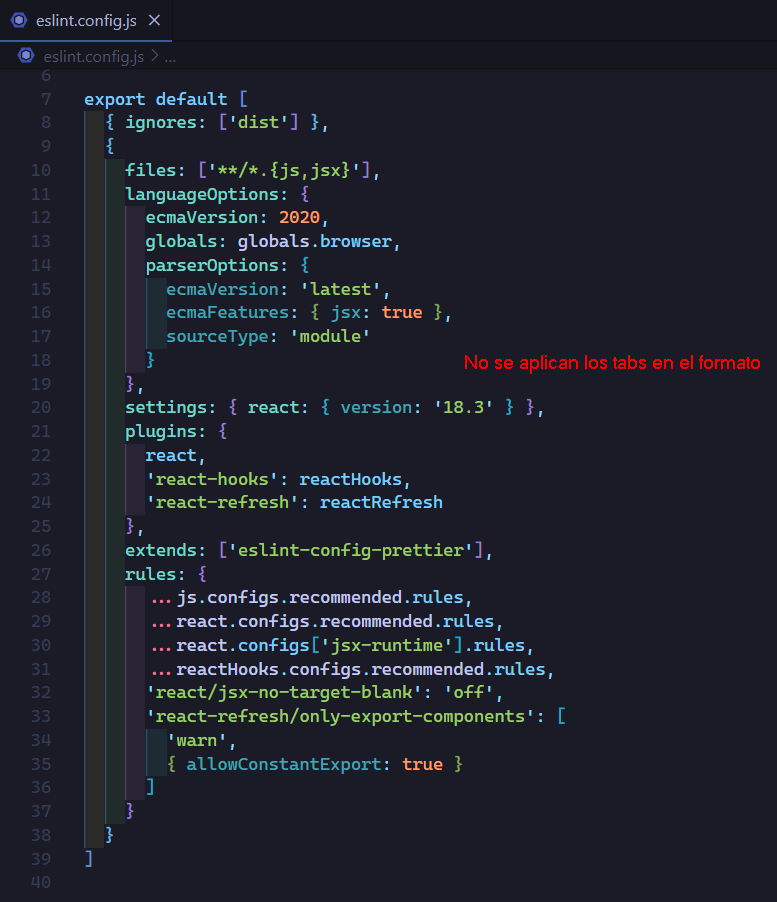 eslint.config.js ×
eslint.config.js > ...
6
7 export default [
8   { ignores: ['dist'] },
9   {
10     files: ['**/*.{js,jsx}'],
11     languageOptions: {
12       ecmaVersion: 2020,
13       globals: globals.browser,
14       parserOptions: {
15         ecmaVersion: 'latest',
16         ecmaFeatures: { jsx: true },
17         sourceType: 'module'
18       }
No se aplican los tabs en el formato
19     },
20     settings: { react: { version: '18.3' } },
21     plugins: {
22       react,
23       'react-hooks': reactHooks,
24       'react-refresh': reactRefresh
25     },
26     extends: ['eslint-config-prettier'],
27     rules: {
28       ...js.configs.recommended.rules,
29       ...react.configs.recommended.rules,
30       ...react.configs['jsx-runtime'].rules,
31       ...reactHooks.configs.recommended.rules,
32       'react/jsx-no-target-blank': 'off',
33       'react-refresh/only-export-components': [
34         'warn',
35         { allowConstantExport: true }
36       ]
37     }
38   }
39 ]
40